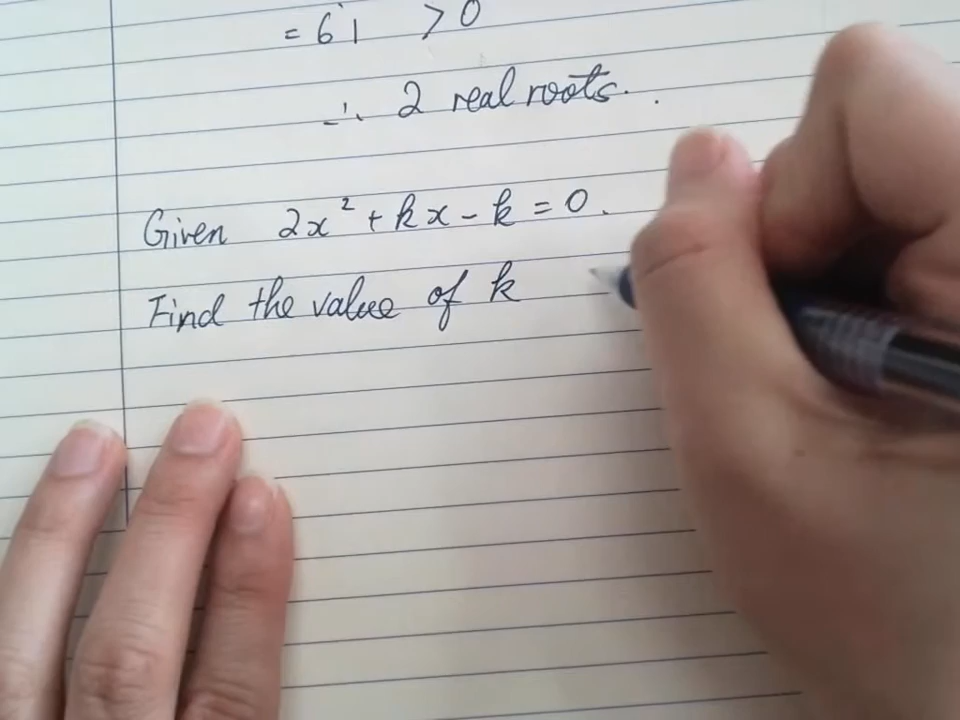 = 61 > 0
∴ 2 real roots.
Given 2x² + kx - k = 0.
Find the value of k